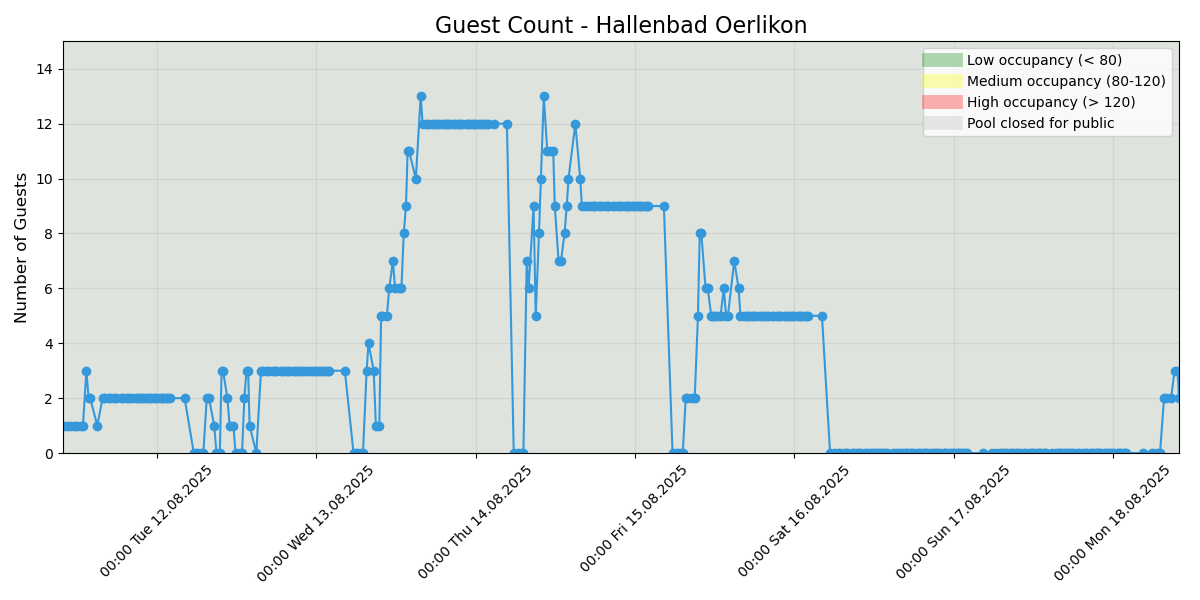 Guest Count - Hallenbad Oerlikon
Low occupancy (< 80)
Medium occupancy (80-120)
High occupancy (> 120)
Pool closed for public
Number of Guests
14
12
10
8
6
4
2
0
00:00 Tue 12.08.2025
00:00 Wed 13.08.2025
00:00 Thu 14.08.2025
00:00 Fri 15.08.2025
00:00 Sat 16.08.2025
00:00 Sun 17.08.2025
00:00 Mon 18.08.2025